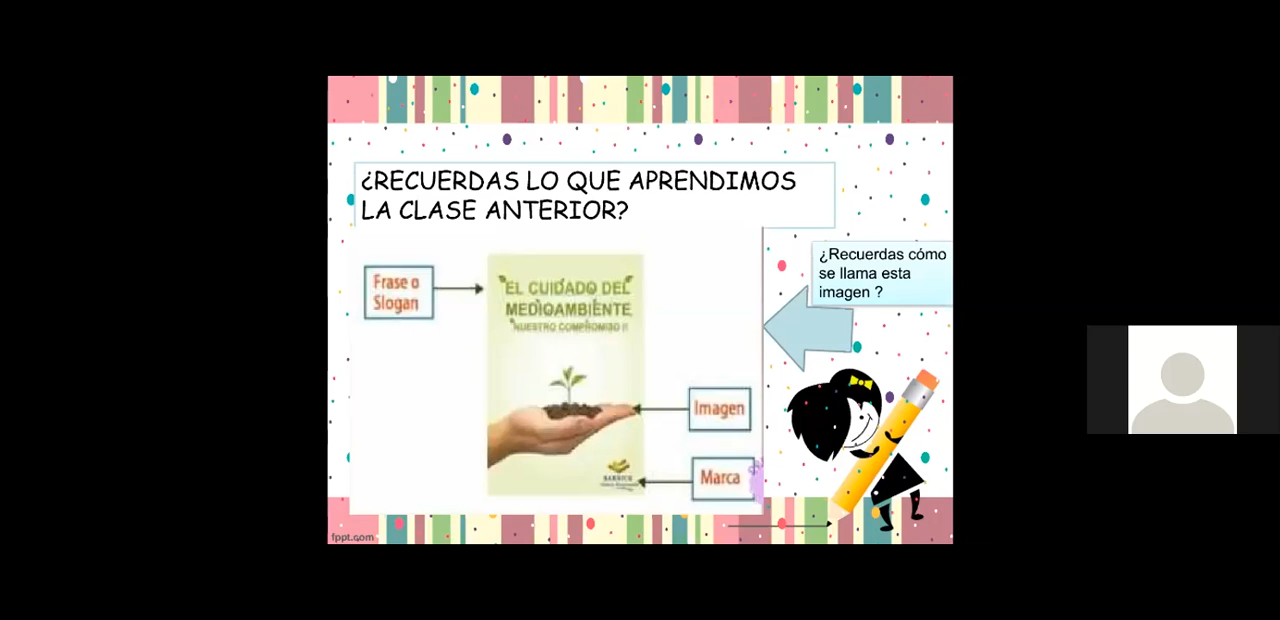 ¿RECUERDAS LO QUE APRENDIMOS
LA CLASE ANTERIOR?
¿Recuerdas cómo
se llama esta
imagen ?
Frase o
Slogan
EL CUIDADO DEL
MEDIOAMBIENTE
NUESTRO COMPROMISO
Imagen
Marca
BARRICK
fppt.com